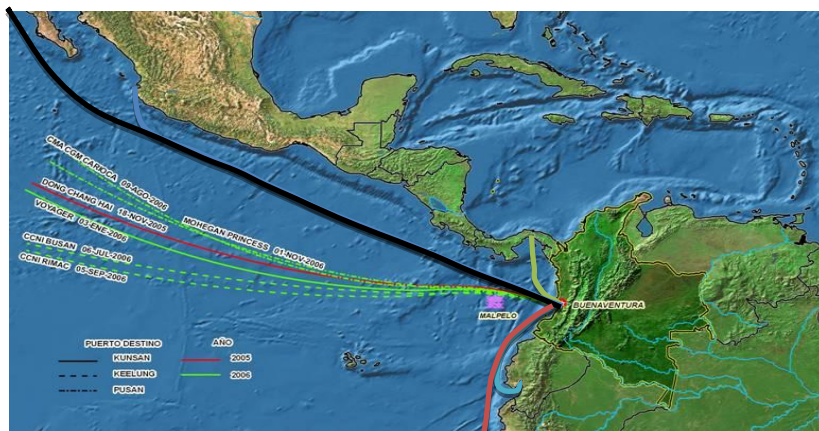 CMA CGM CARIOCA 09-AGO-2006
DONG CHANG HAI 18-NOV-2005
MOHEGAN PRINCESS 01-NOV-2006
VOYAGER 03-ENE-2006
CCNI BUSAN 06-JUL-2006
CCNI RIMAC 05-SEP-2006
MALPELO
BUENAVENTURA
PUERTO DESTINO
AÑO
KUNSAN
2005
KEELUNG
2006
PUSAN